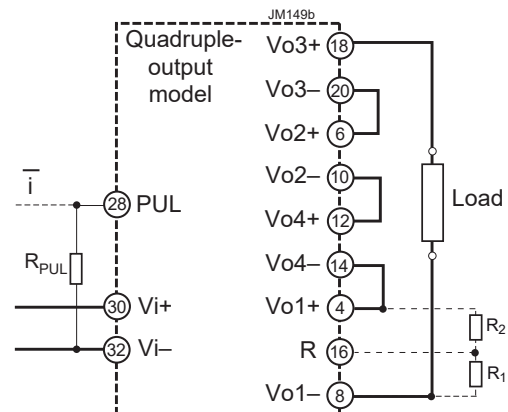 JM149b
Quadruple-
output
model
Vo3+
18
Vo3–
20
Vo2+
6
Vo2–
10
Vo4+
12
Vo4–
14
Vo1+
4
R
16
Vo1–
8
i
28
PUL
RPUL
30
Vi+
32
Vi–
Load
R2
R1